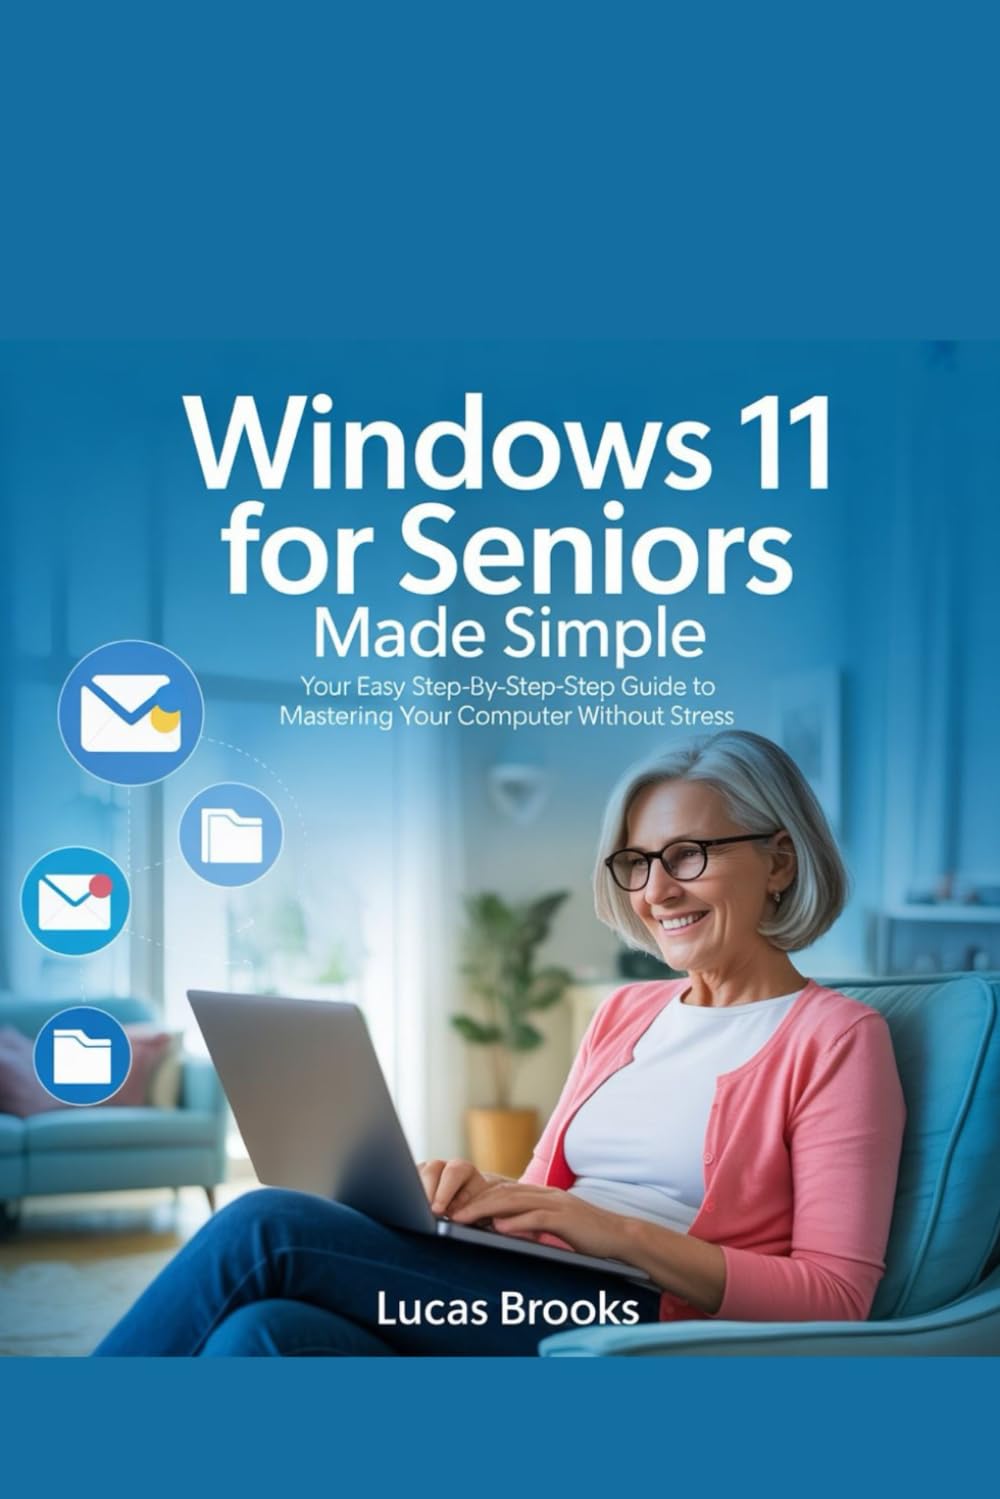 Windows 11
for Seniors
Made Simple
Your Easy Step-By-Step-Step Guide to
Mastering Your Computer Without Stress
Lucas Brooks